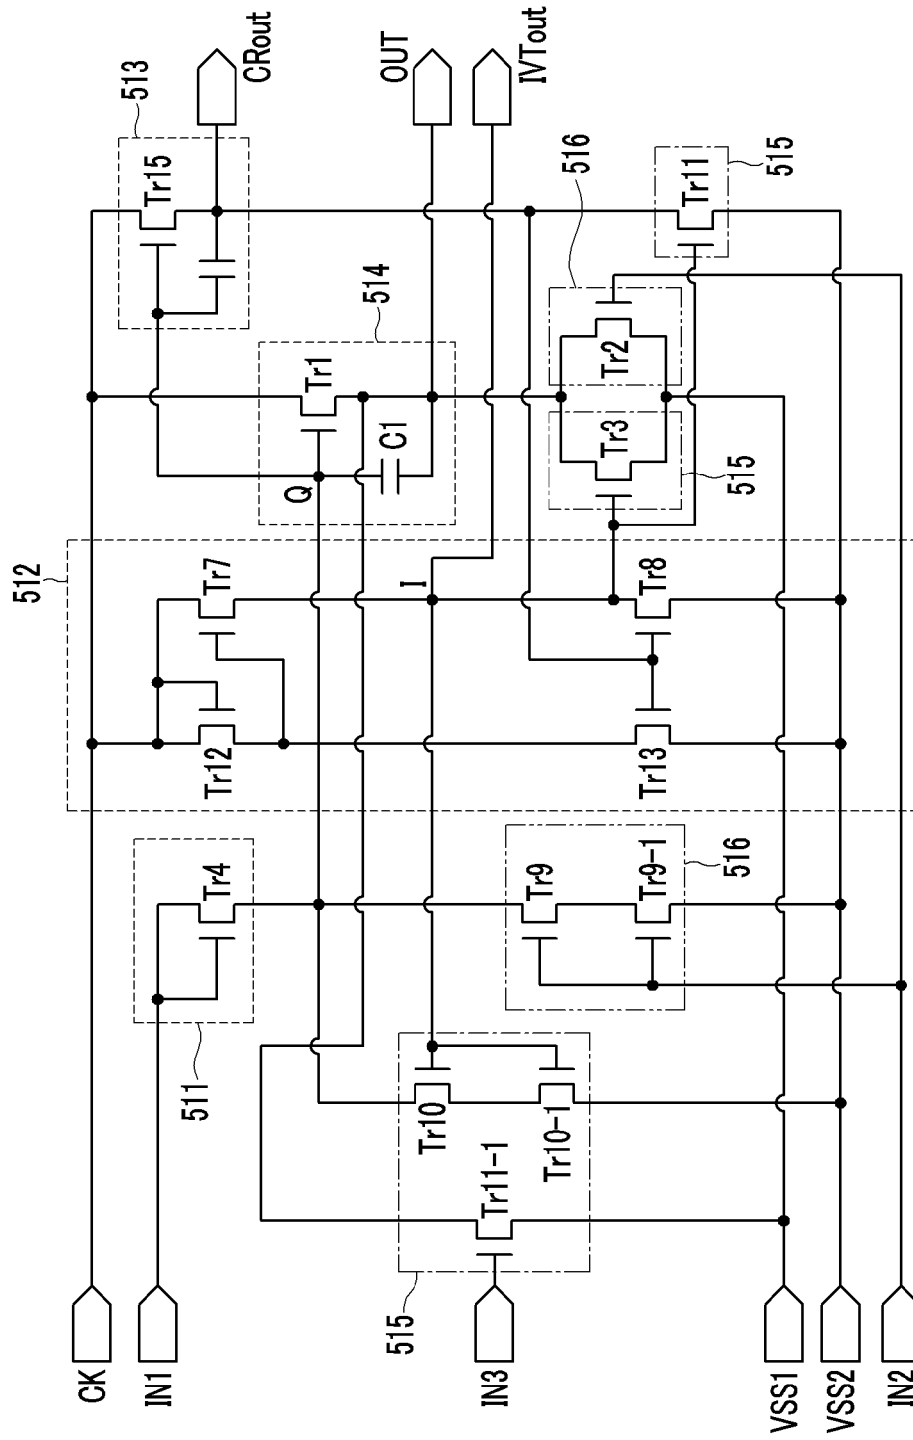 CK
IN1
IN3
VSS1
VSS2
IN2
511
Tr4
515
Tr11-1
Tr10
Tr10-1
516
Tr9
Tr9-1
512
Tr12
Tr7
I
Tr13
Tr8
Q
Tr1
C1
514
513
Tr15
515
Tr3
Tr2
516
Tr11
515
CRout
OUT
IVTout